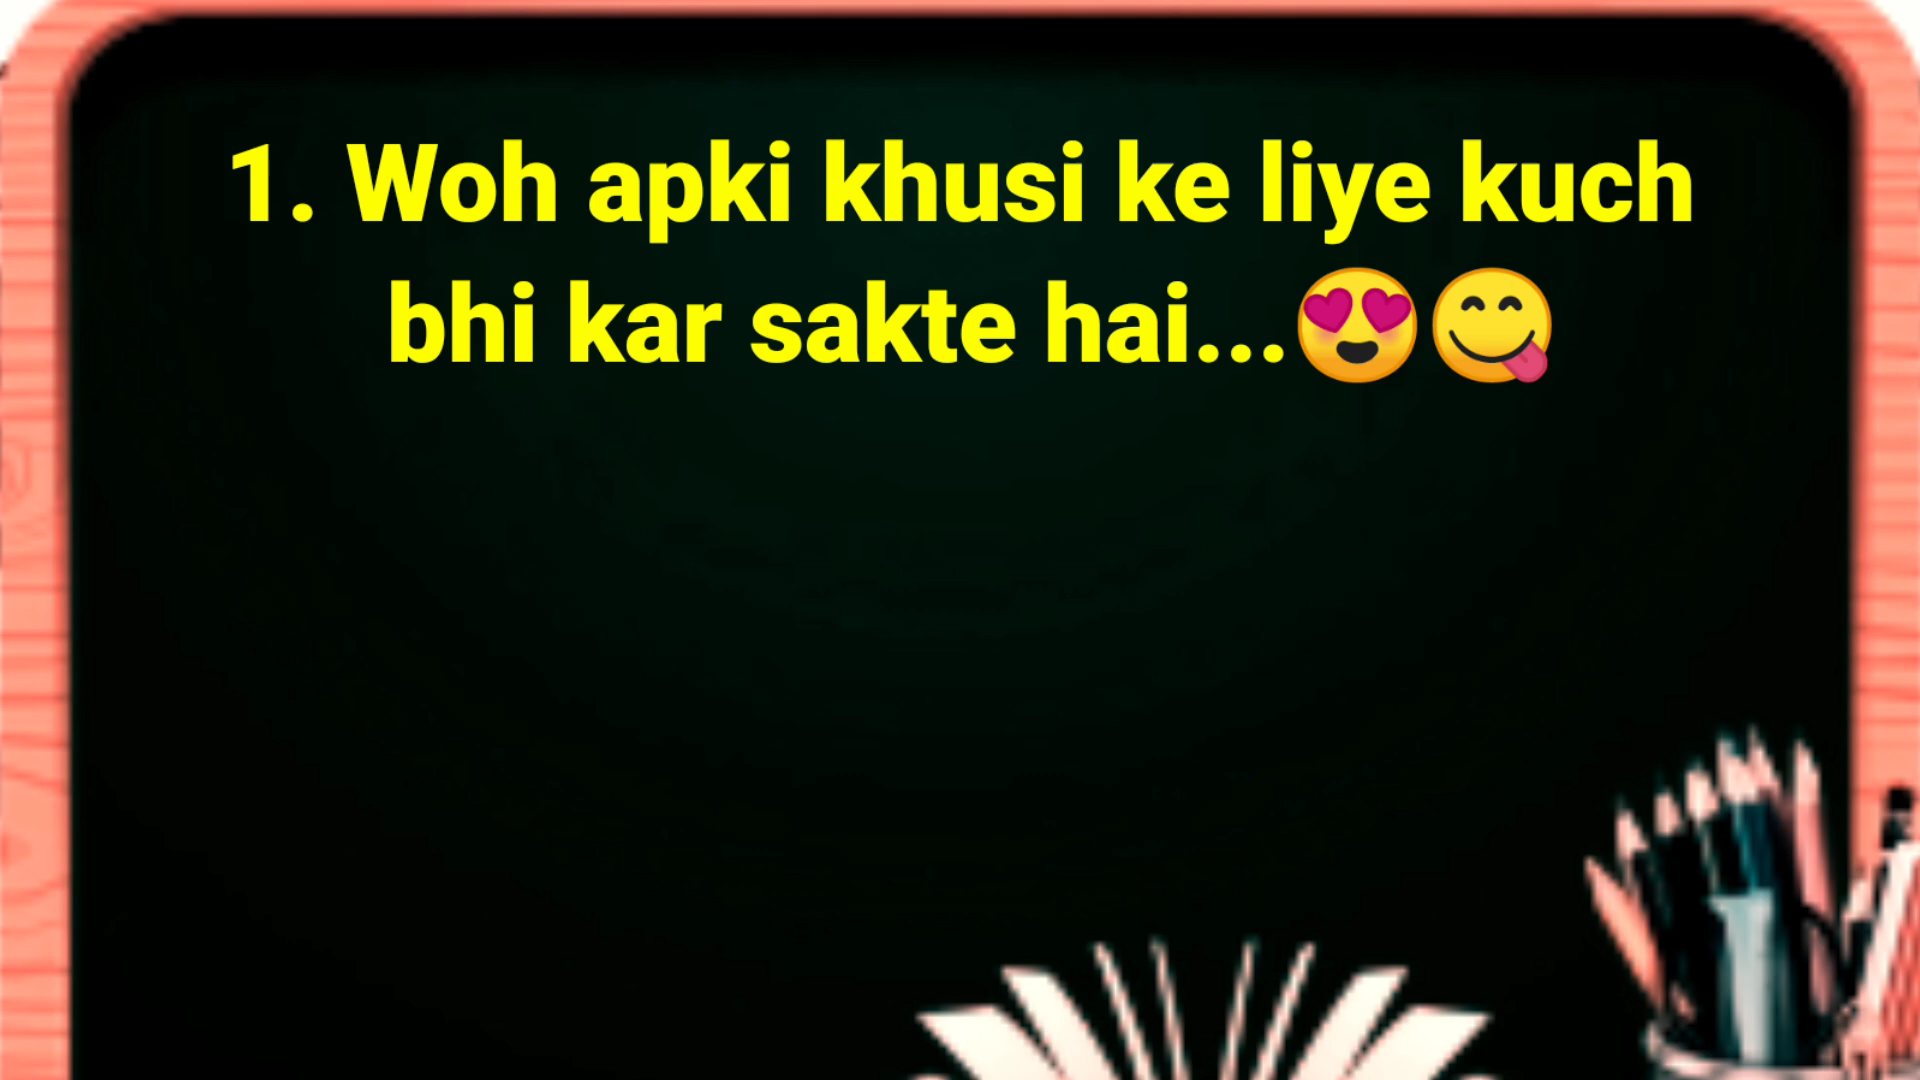 1. Woh apki khusi ke liye kuch
bhi kar sakte hai...😍😋